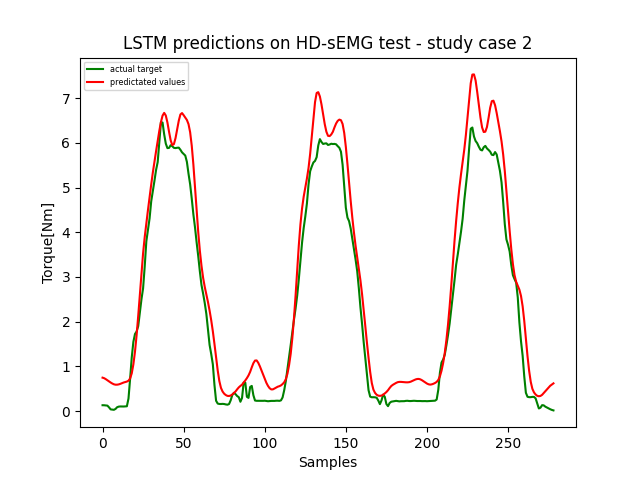 LSTM predictions on HD-sEMG test - study case 2
actual target
predictated values
Torque[Nm]
7
6
5
4
3
2
1
0
0 50 100 150 200 250
Samples